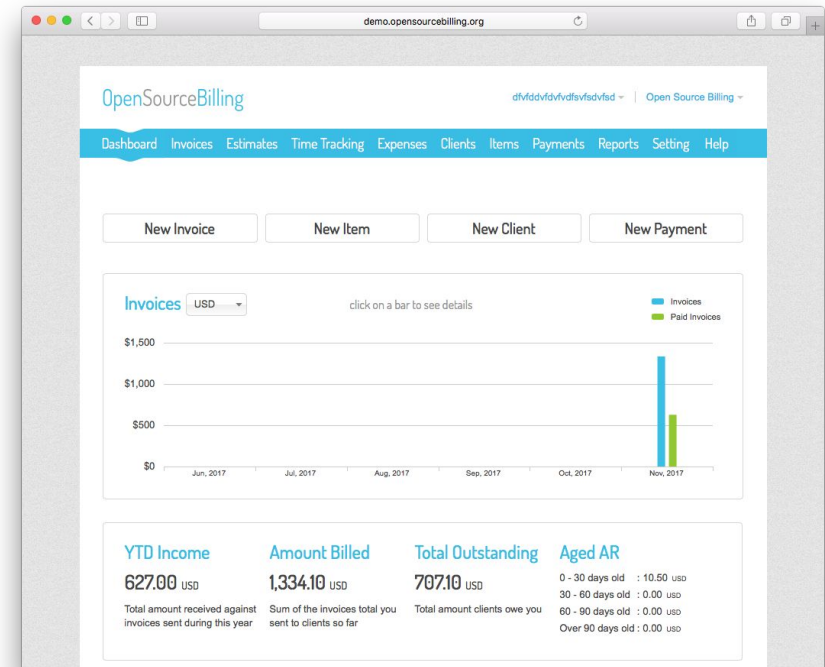 demo.opensourcebilling.org
OpenSourceBilling
dfvfddvfdvfvdfsvfsdvfsd
Open Source Billing
Dashboard Invoices Estimates Time Tracking Expenses Clients Items Payments Reports Setting Help
New Invoice New Item New Client New Payment
Invoices USD click on a bar to see details
Invoices
Paid Invoices
$1,500
$1,000
$500
$0
Jun, 2017 Jul, 2017 Aug, 2017 Sep, 2017 Oct, 2017 Nov, 2017
YTD Income
627.00 USD
Total amount received against
invoices sent during this year
Amount Billed
1,334.10 USD
Sum of the invoices total you
sent to clients so far
Total Outstanding
707.10 USD
Total amount clients owe you
Aged AR
0 - 30 days old : 10.50 USD
30 - 60 days old : 0.00 USD
60 - 90 days old : 0.00 USD
Over 90 days old : 0.00 USD